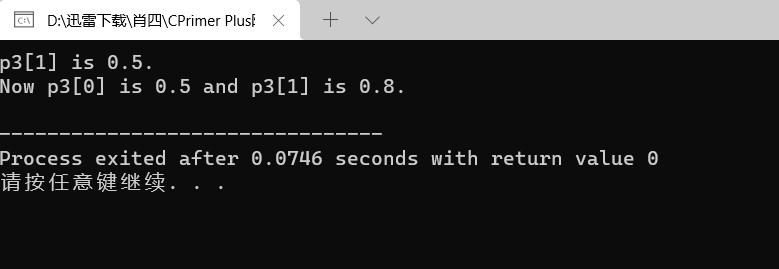 D:\迅雷下载\肖四\CPrimer Plus
p3[1] is 0.5.
Now p3[0] is 0.5 and p3[1] is 0.8.
--------------------------------
Process exited after 0.0746 seconds with return value 0
请按任意键继续. . .